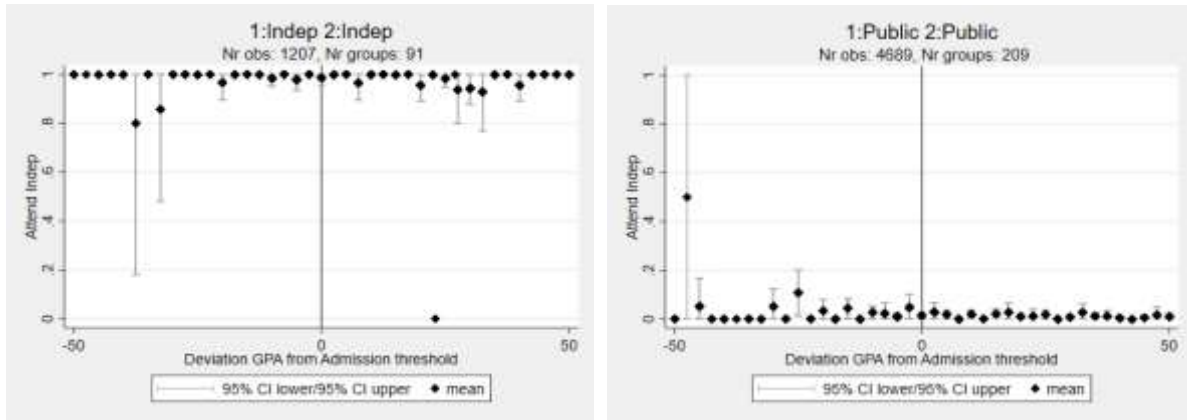 1:Indep 2:Indep
Nr obs: 1207, Nr groups: 91
Attend Indep
1
.8
.6
.4
.2
0
-50
0
50
Deviation GPA from Admission threshold
95% CI lower/95% CI upper
mean
1:Public 2:Public
Nr obs: 4689, Nr groups: 209
Attend Indep
1
.8
.6
.4
.2
0
-50
0
50
Deviation GPA from Admission threshold
95% CI lower/95% CI upper
mean